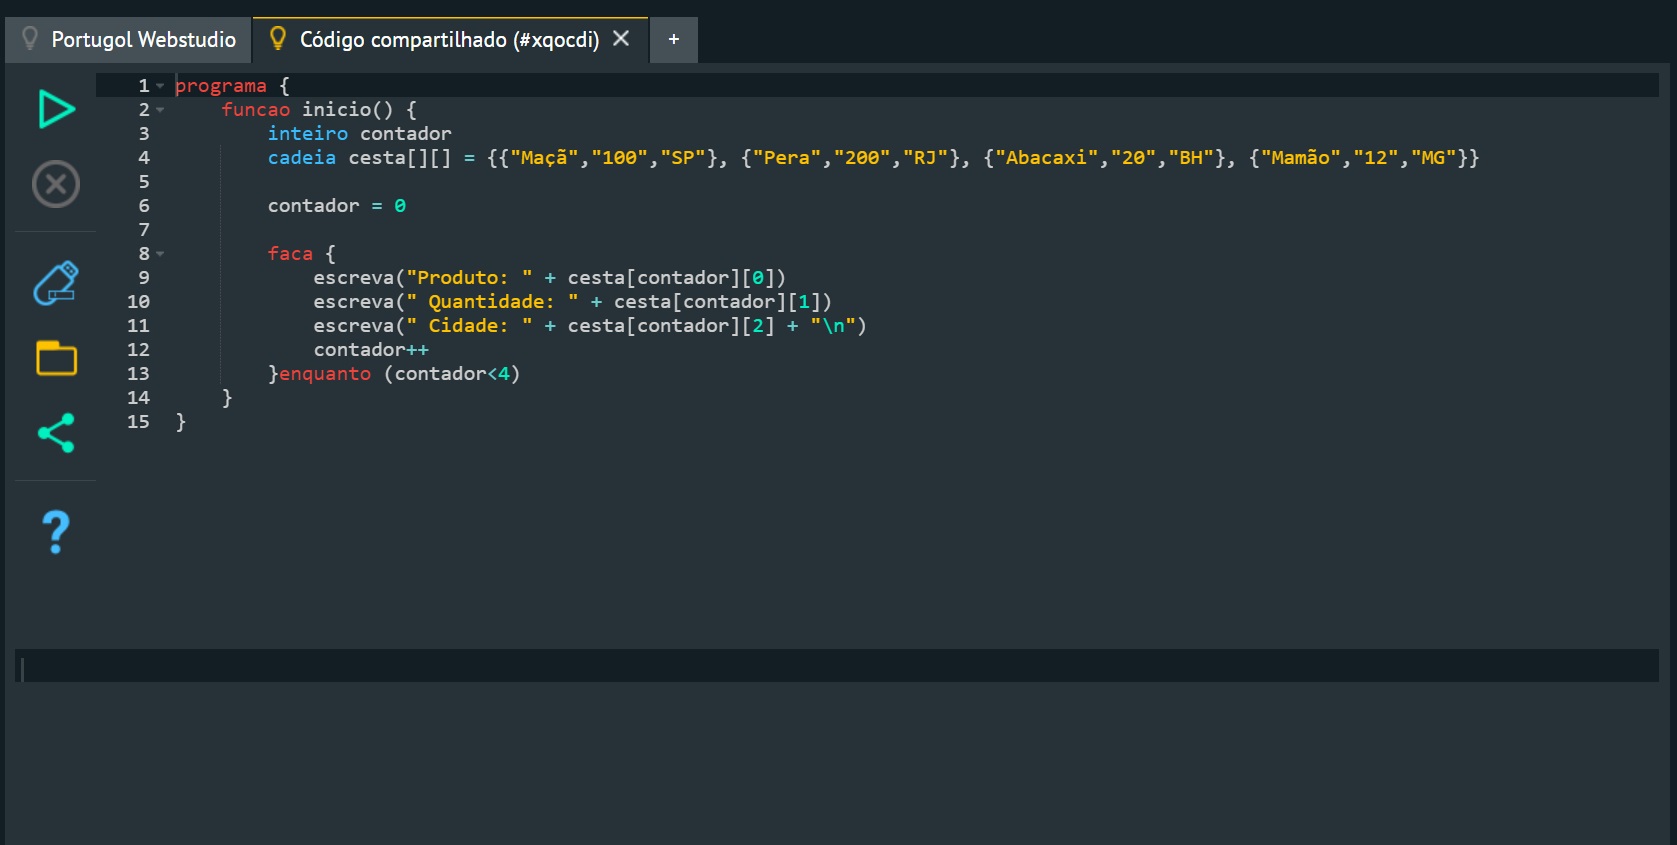 Portugol Webstudio
Código compartilhado (#xqocdi)
+
1 programa {
2     funcao inicio() {
3         inteiro contador
4         cadeia cesta[][] = {{"Maçã","100","SP"}, {"Pera","200","RJ"}, {"Abacaxi","20","BH"}, {"Mamão","12","MG"}}
5
6         contador = 0
7
8         faca {
9             escreva("Produto: " + cesta[contador][0])
10             escreva(" Quantidade: " + cesta[contador][1])
11             escreva(" Cidade: " + cesta[contador][2] + "\n")
12             contador++
13         }enquanto (contador<4)
14     }
15 }
?